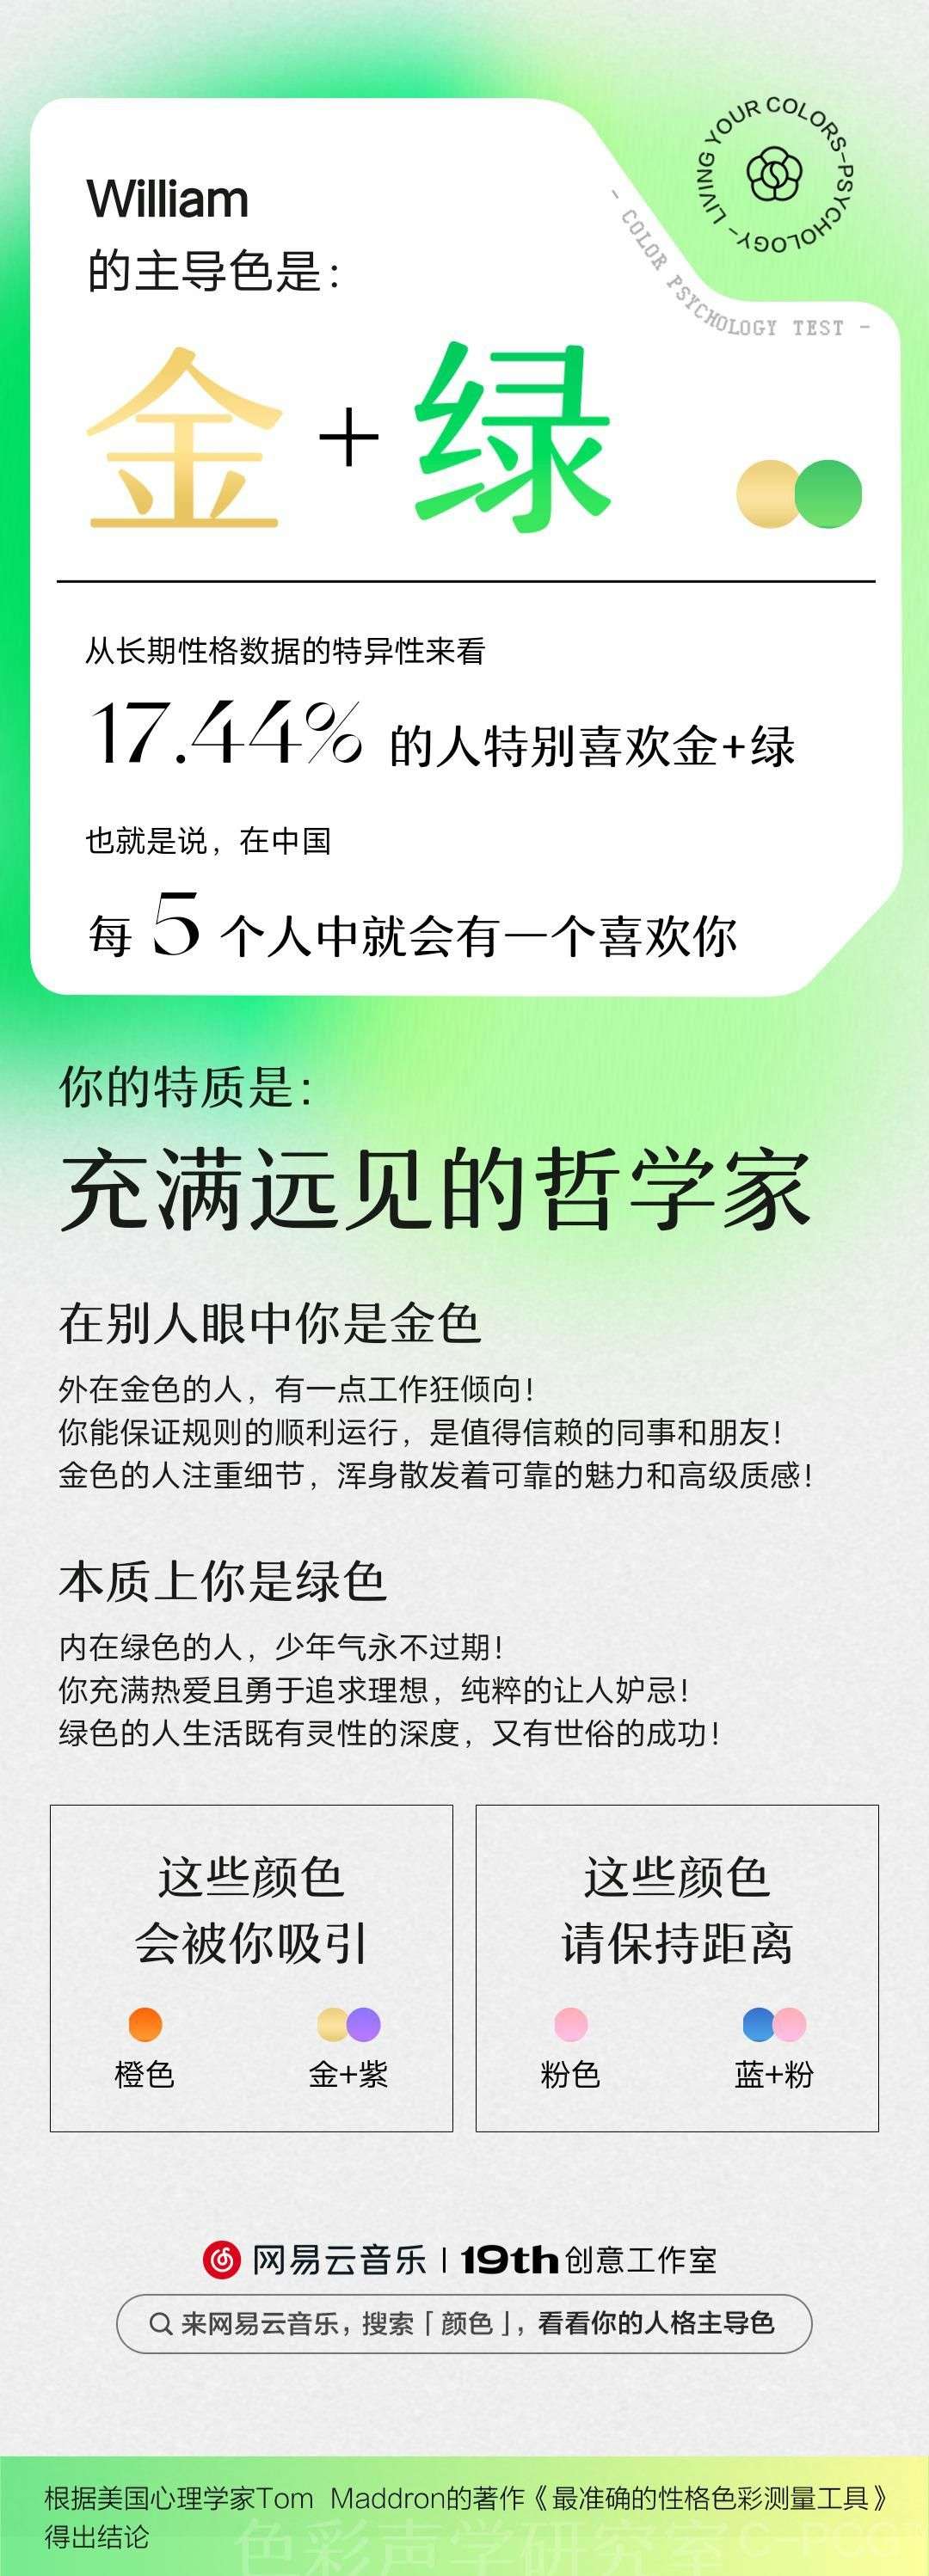 LIVING YOUR COLORS-PSYCHOLOGY-
- COLOR PSYCHOLOGY TEST -
William
的主导色是：
金+绿
从长期性格数据的特异性来看
17.44% 的人特别喜欢金+绿
也就是说，在中国
每 5 个人中就会有一个喜欢你
你的特质是：
充满远见的哲学家
在别人眼中你是金色
外在金色的人，有一点工作狂倾向！
你能保证规则的顺利运行，是值得信赖的同事和朋友！
金色的人注重细节，浑身散发着可靠的魅力和高级质感！
本质上你是绿色
内在绿色的人，少年气永不过期！
你充满热爱且勇于追求理想，纯粹的让人妒忌！
绿色的人生活既有灵性的深度，又有世俗的成功！
这些颜色
会被你吸引
橙色 金+紫
这些颜色
请保持距离
粉色 蓝+粉
网易云音乐 | 19th创意工作室
来网易云音乐，搜索「颜色」，看看你的人格主导色
根据美国心理学家Tom Maddron的著作《最准确的性格色彩测量工具》
得出结论
色彩声学研究室